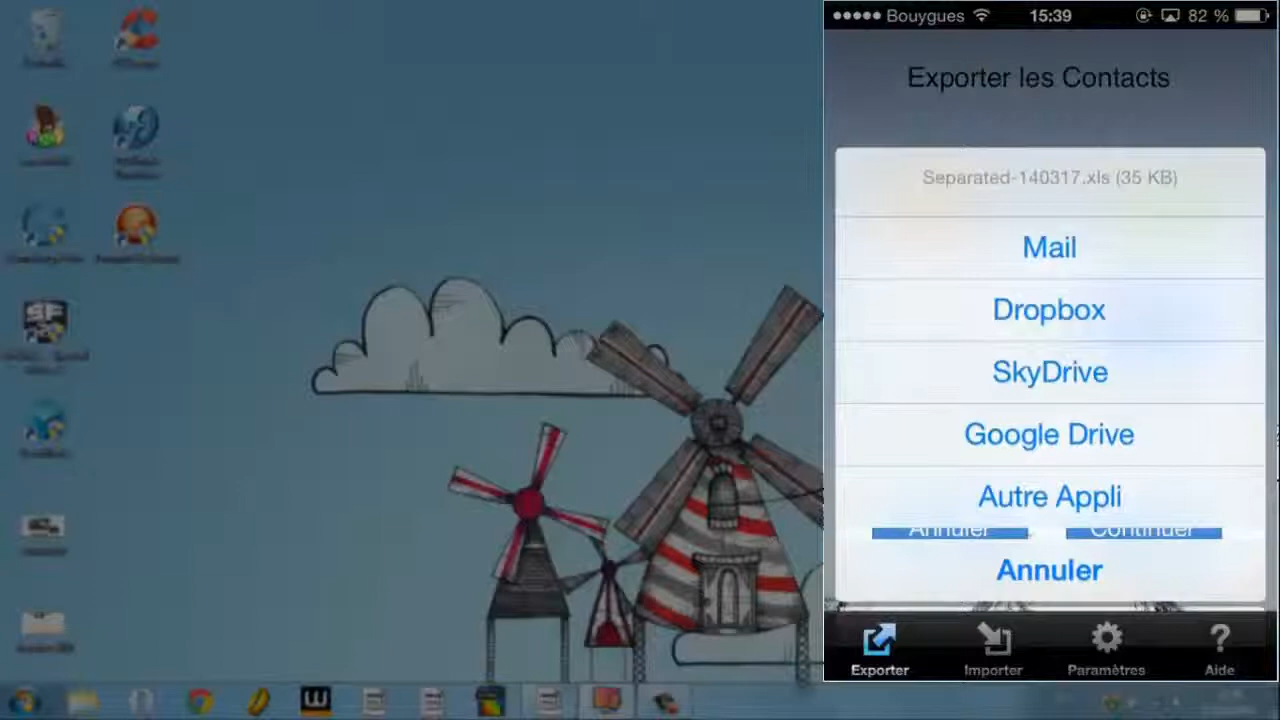 Bouygues 15:39 82 %
Exporter les Contacts
Separated-140317.xls (35 KB)
Mail
Dropbox
SkyDrive
Google Drive
Autre Appli
Annuler Continuer
Annuler
Exporter Importer Paramètres Aide
SF
W